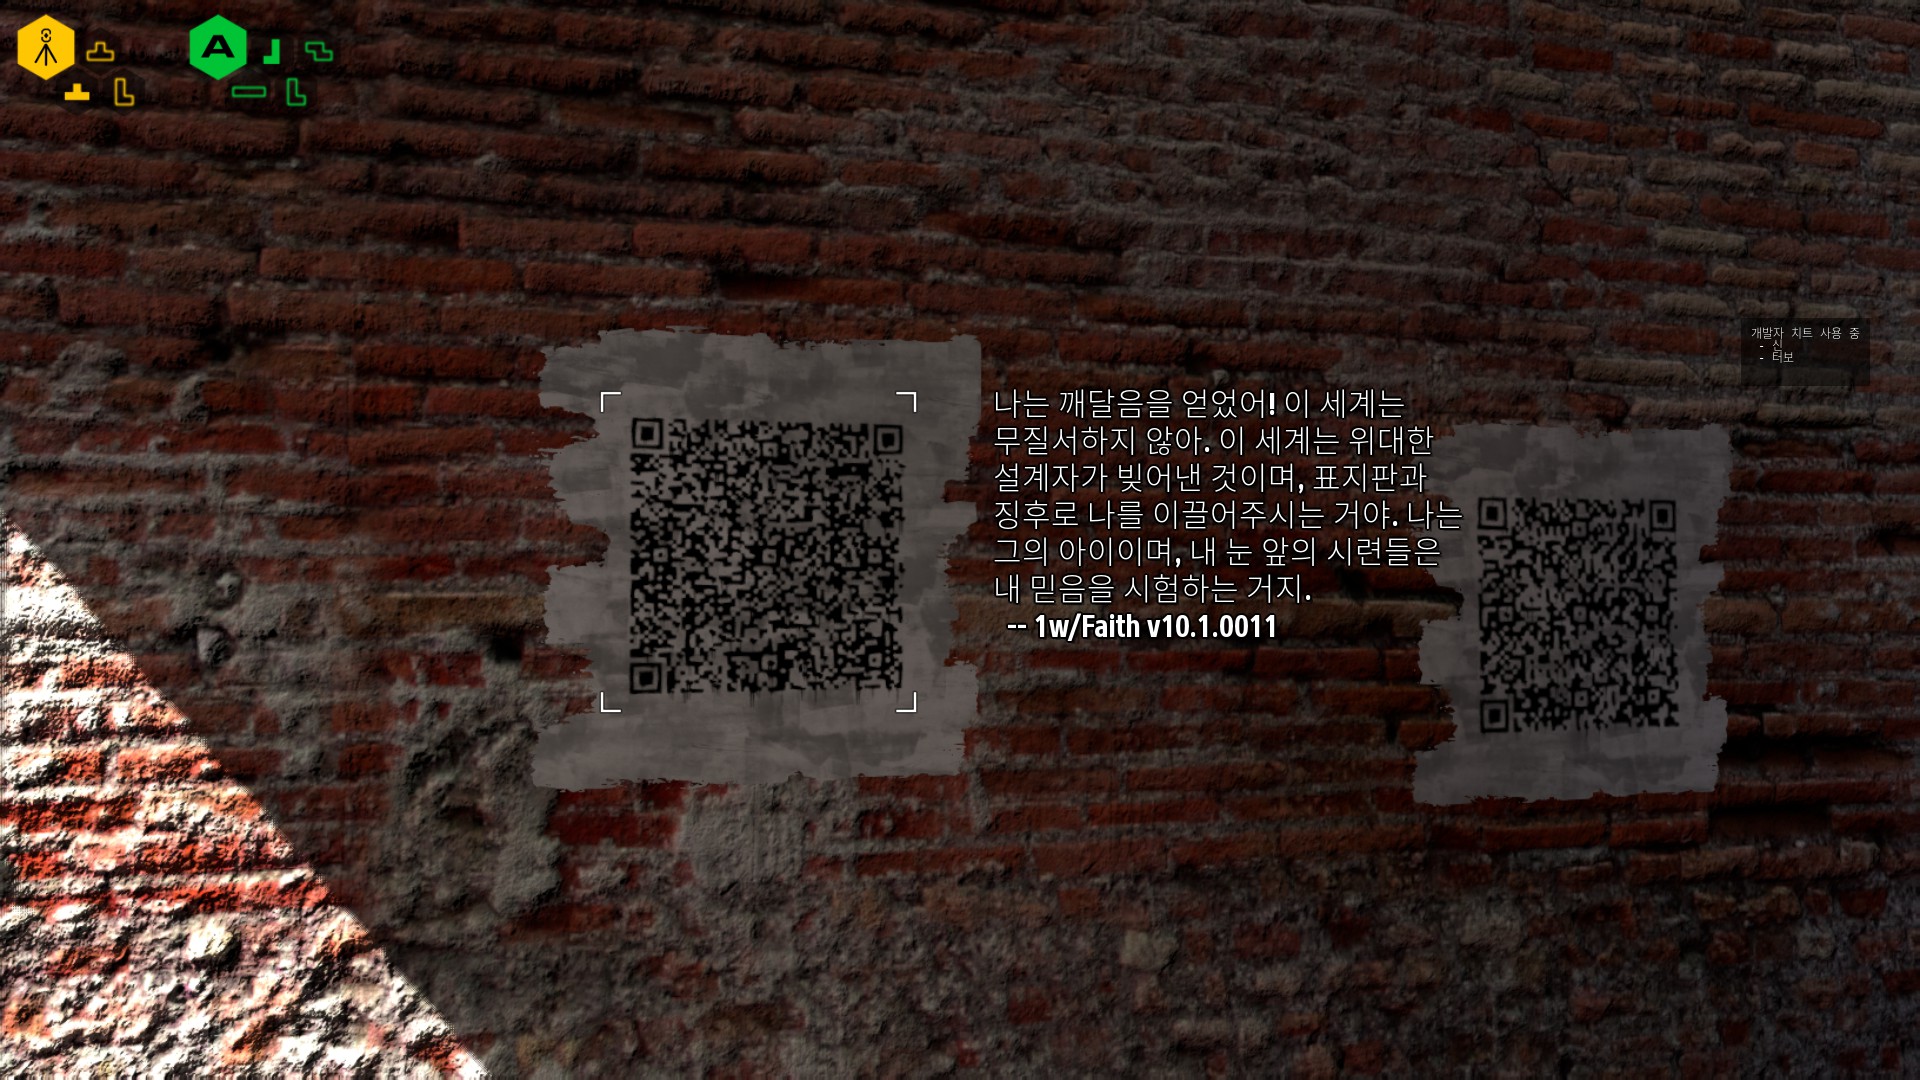 A
개발자 치트 사용 중
- 신
- 터보
나는 깨달음을 얻었어! 이 세계는
무질서하지 않아. 이 세계는 위대한
설계자가 빚어낸 것이며, 표지판과
징후로 나를 이끌어주시는 거야. 나는
그의 아이이며, 내 눈 앞의 시련들은
내 믿음을 시험하는 거지.
-- 1w/Faith v10.1.0011